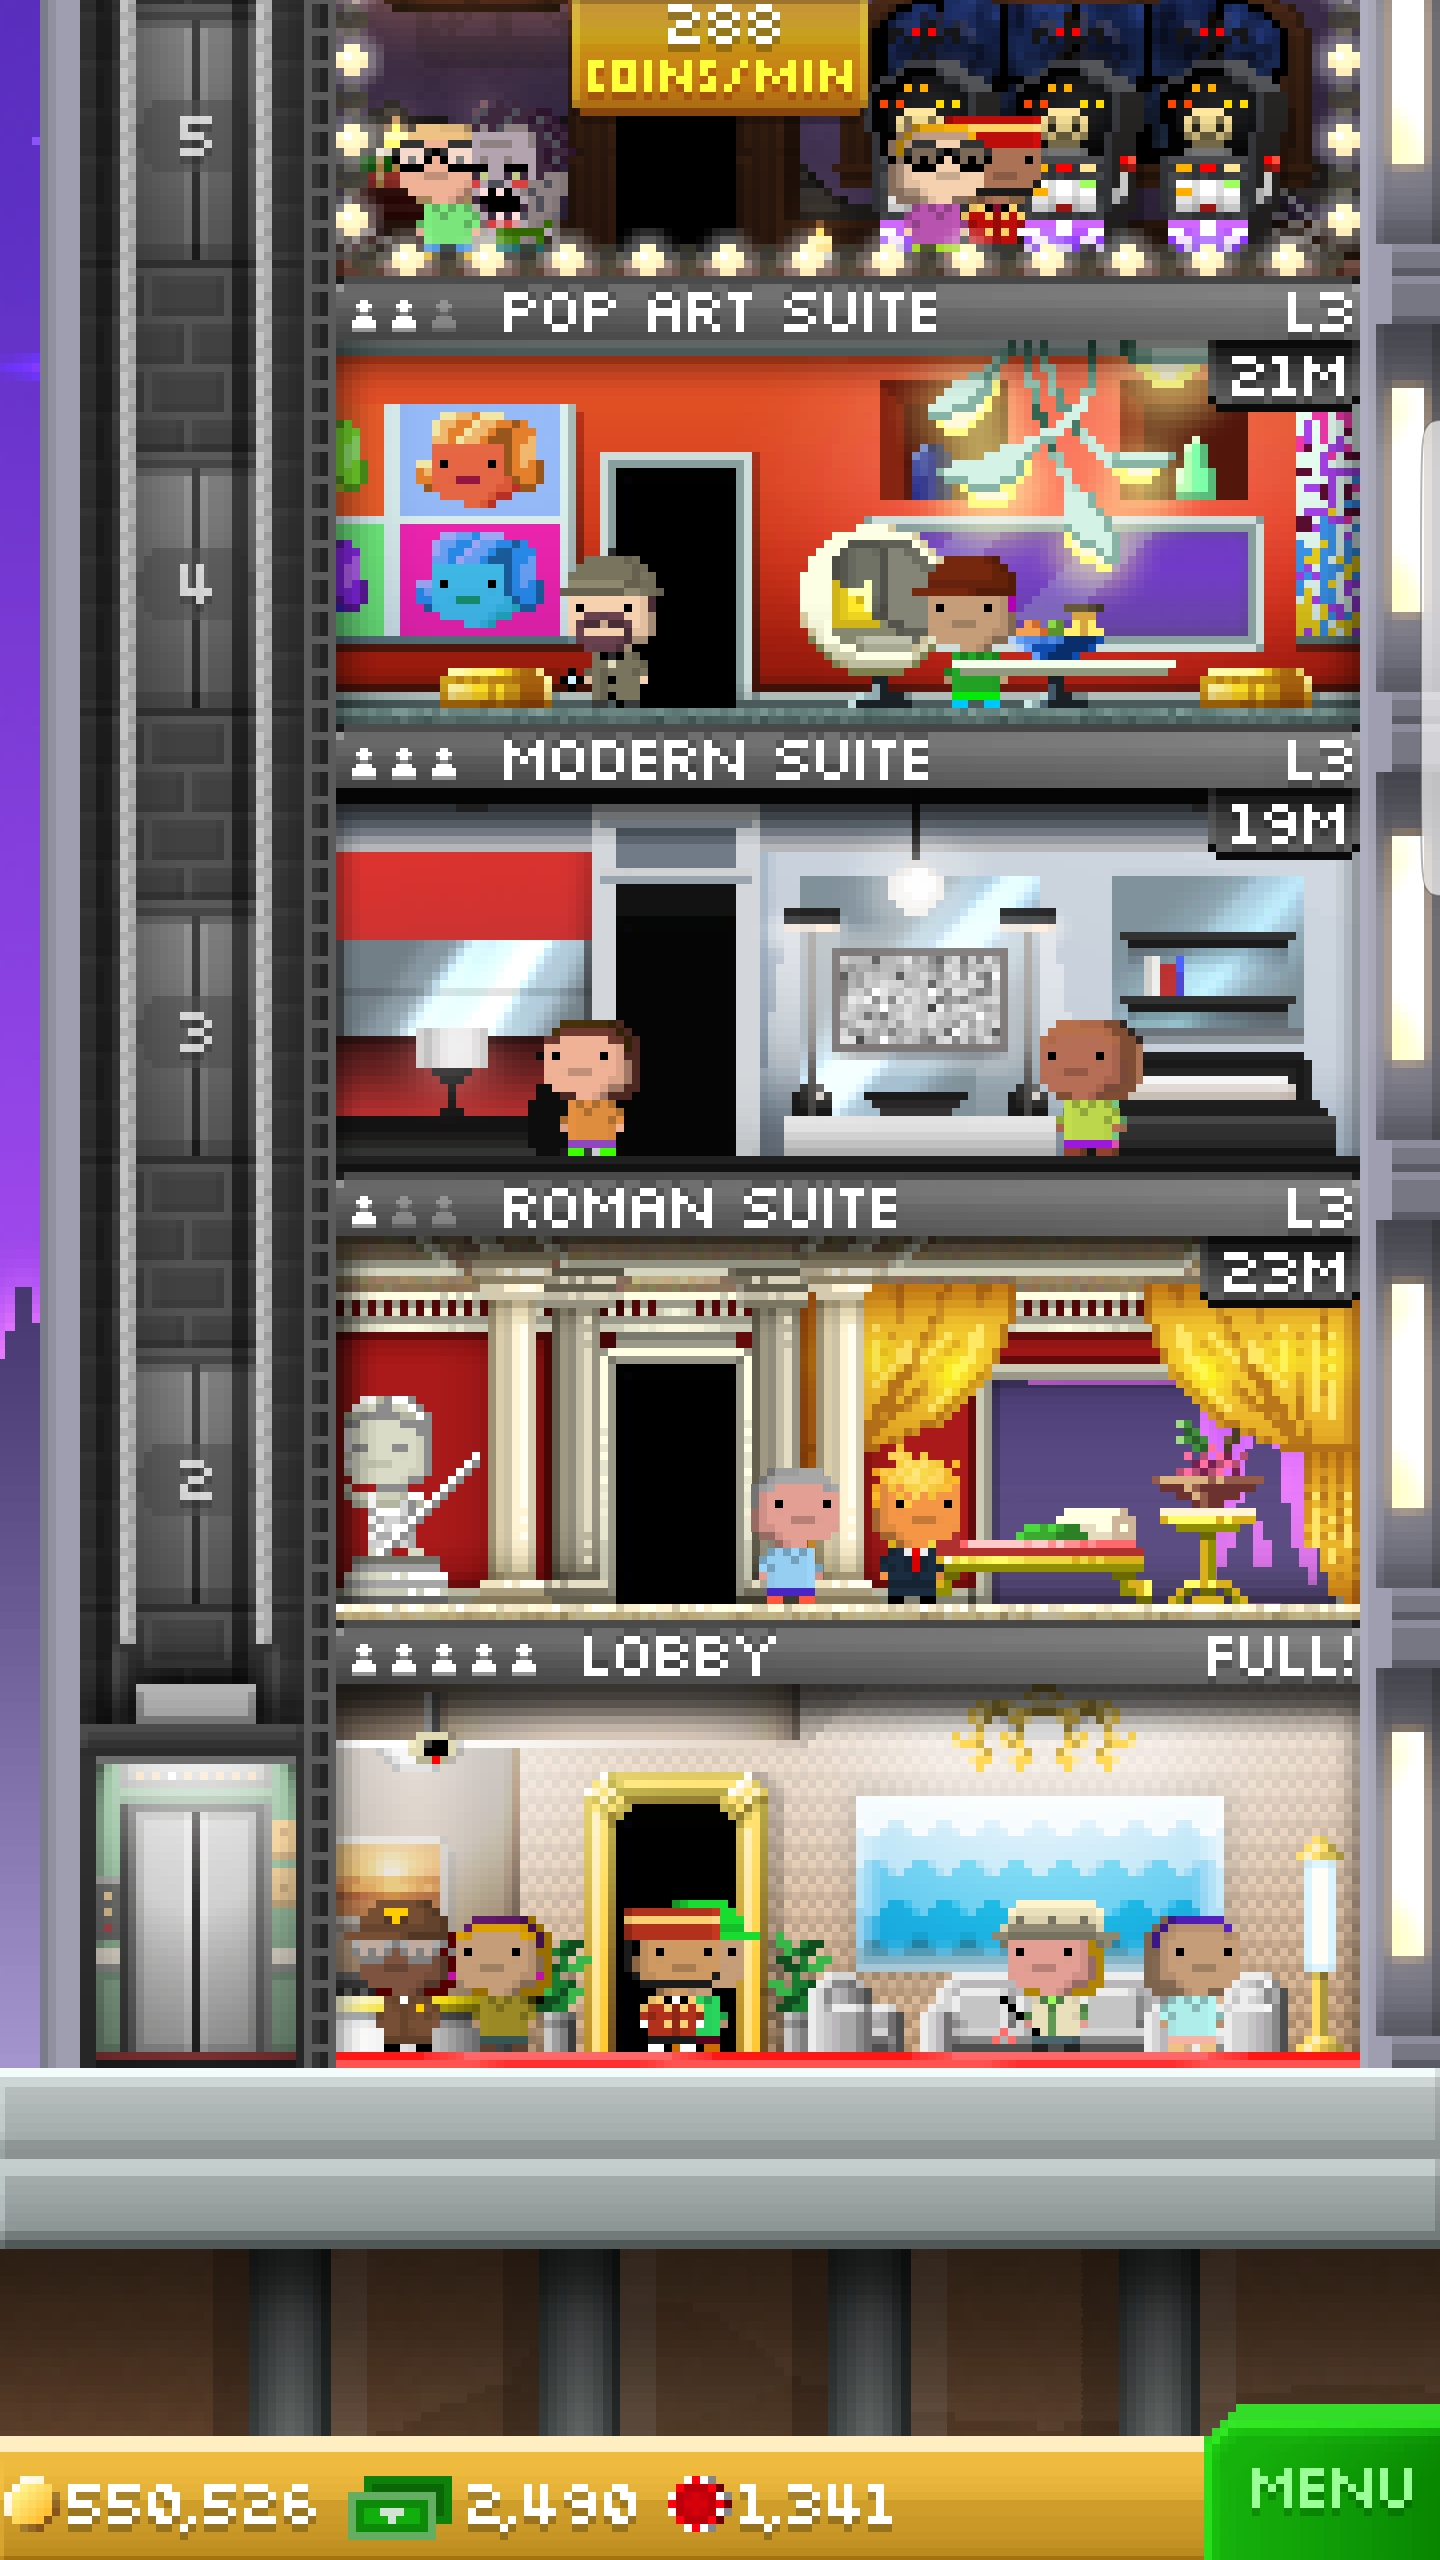 288
COINS/MIN
5
POP ART SUITE L3
21M
4
MODERN SUITE L3
19M
3
ROMAN SUITE L3
23M
2
LOBBY FULL!
550,526 2,490 1,341 MENU